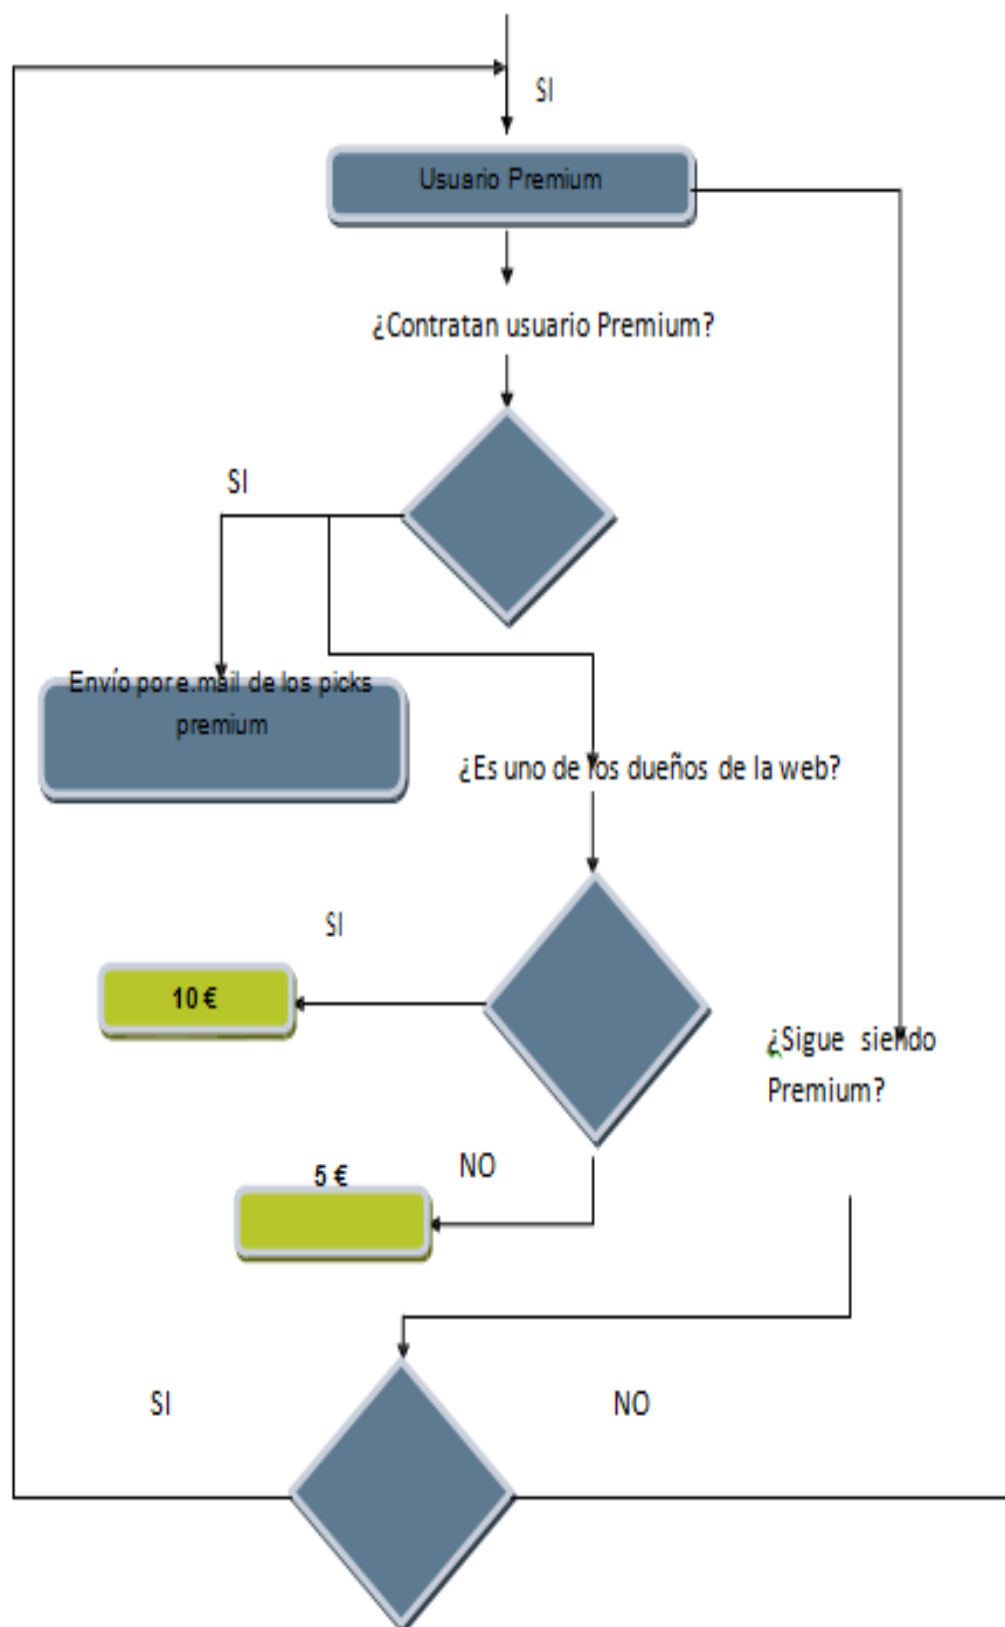 SI
Usuario Premium
¿Contratan usuario Premium?
SI
Envío por e.mail de los picks
premium
¿Es uno de los dueños de la web?
SI
10 €
¿Sigue siendo
Premium?
5 €
NO
SI
NO